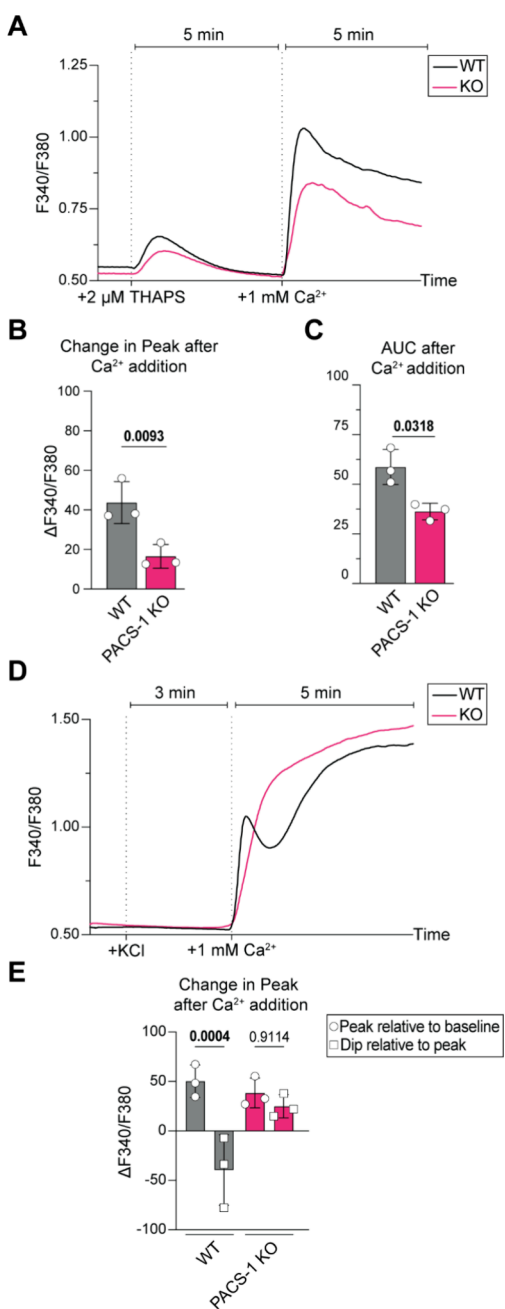 A
5 min 5 min
WT
KO
1.25
1.00
0.75
0.50
F340/F380
Time
+2 µM THAPS +1 mM Ca²⁺
B
Change in Peak after
Ca²⁺ addition
100
80
60
40
20
0
ΔF340/F380
0.0093
WT
PACS-1 KO
C
AUC after
Ca²⁺ addition
100
75
50
25
0
0.0318
WT
PACS-1 KO
D
3 min 5 min
WT
KO
1.50
1.00
0.50
F340/F380
Time
+KCl +1 mM Ca²⁺
E
Change in Peak
after Ca²⁺ addition
Peak relative to baseline
Dip relative to peak
100
50
0
-50
-100
ΔF340/F380
0.0004 0.9114
WT
PACS-1 KO